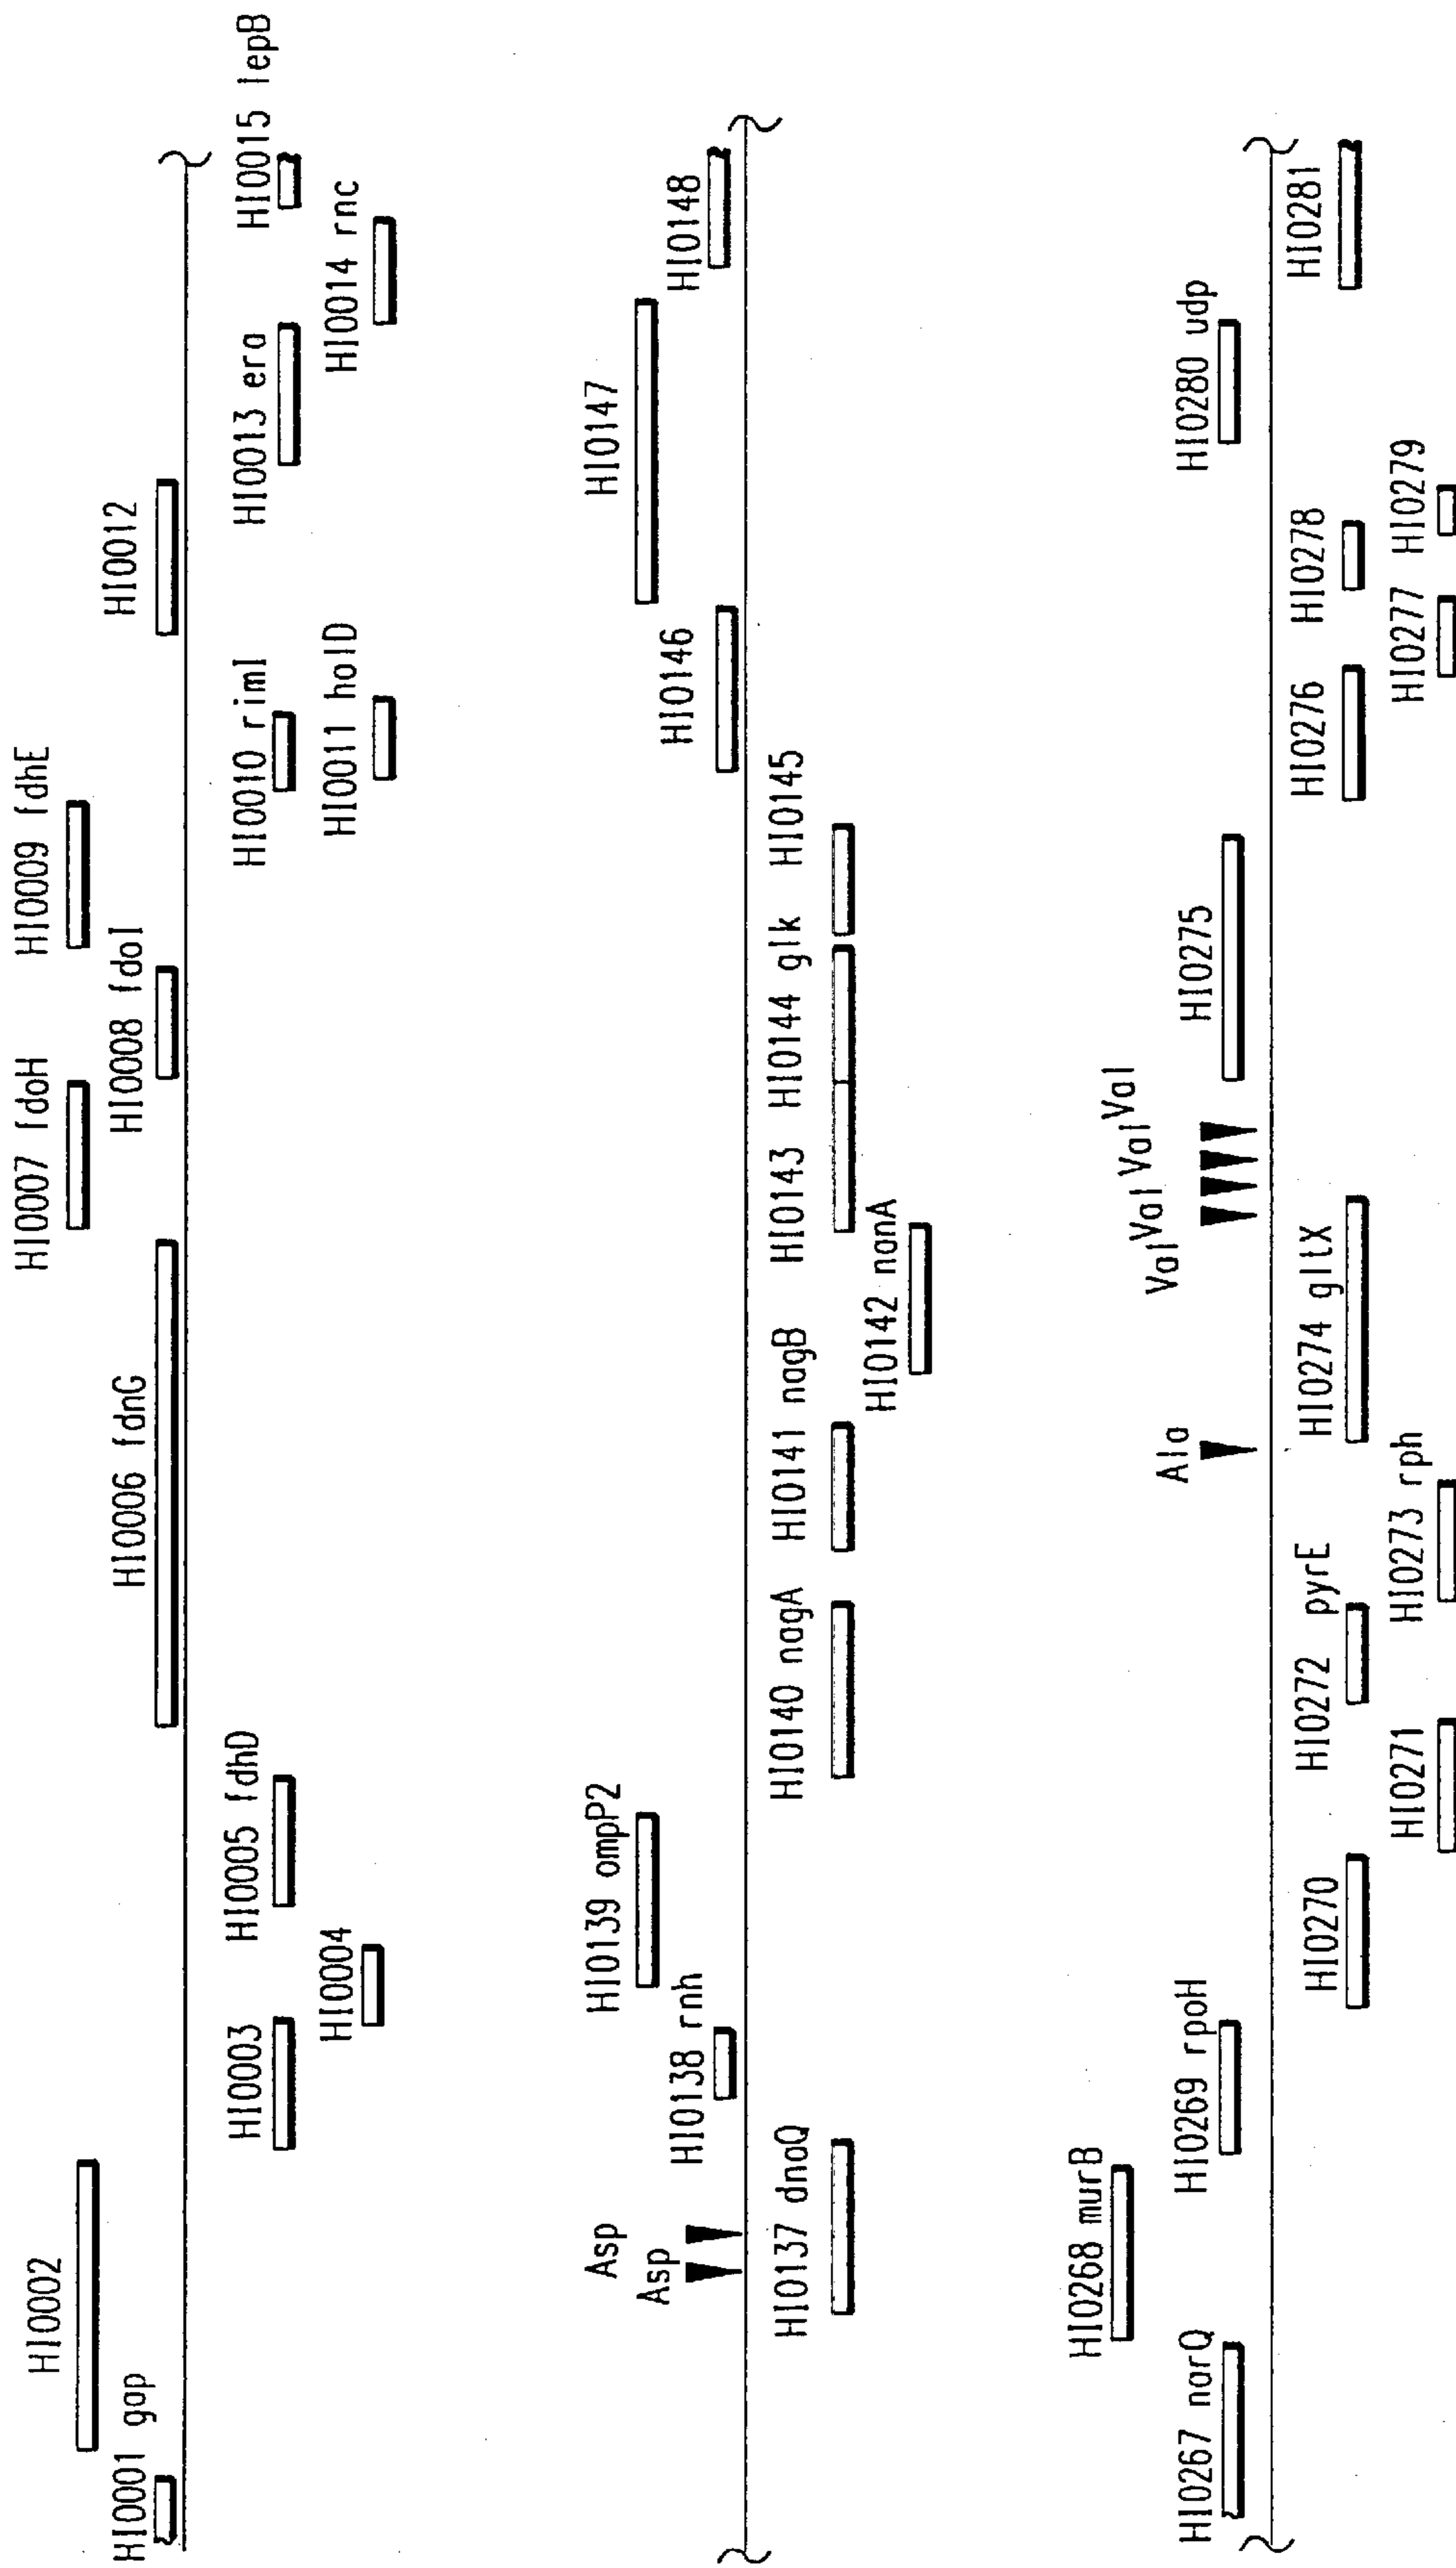 HI0001 gap
HI0002
HI0003
HI0004
HI0005 fdhD
HI0006 fdnG
HI0007 fdoH
HI0008 fdoI
HI0009 fdhE
HI0010 rimI
HI0011 holD
HI0012
HI0013 era
HI0014 rnc
HI0015 lepB
Asp
Asp
HI0137 dnaQ
HI0138 rnh
HI0139 ompP2
HI0140 nagA
HI0141 nagB
HI0142 nanA
HI0143
HI0144 glk
HI0145
HI0146
HI0147
HI0148
HI0267 narQ
HI0268 murB
HI0269 rpoH
HI0270
HI0271
HI0272 pyrE
HI0273 rph
Ala
HI0274 gltX
Val
Val
Val
Val
HI0275
HI0276
HI0277
HI0278
HI0279
HI0280 udp
HI0281